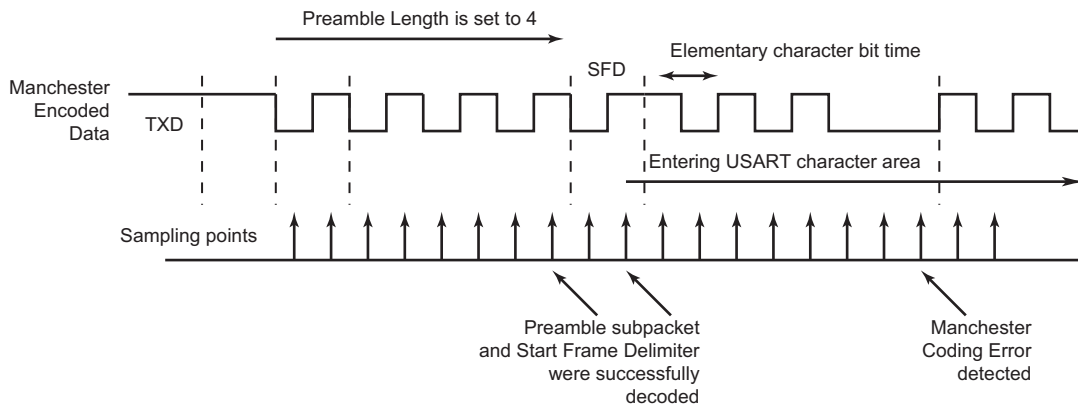 Preamble Length is set to 4
Elementary character bit time
SFD
Manchester
Encoded
Data
TXD
Entering USART character area
Sampling points
Preamble subpacket
and Start Frame Delimiter
were successfully
decoded
Manchester
Coding Error
detected